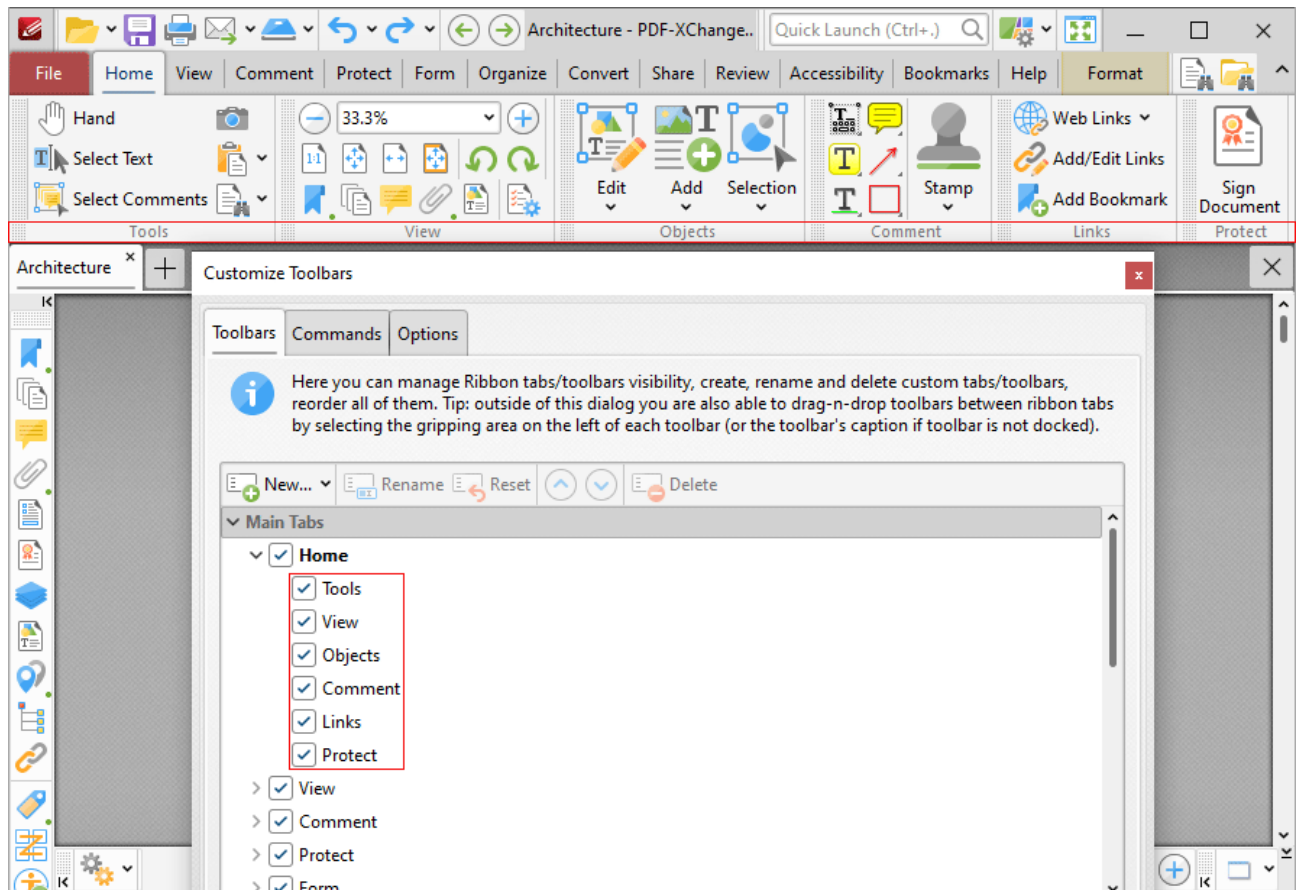 Architecture - PDF-XChange.. Quick Launch (Ctrl+.)
File Home View Comment Protect Form Organize Convert Share Review Accessibility Bookmarks Help Format
Hand 33.3% Web Links
Select Text Add/Edit Links
Select Comments Edit Add Selection Stamp Add Bookmark Sign Document
Tools View Objects Comment Links Protect
Architecture Customize Toolbars
Toolbars Commands Options
Here you can manage Ribbon tabs/toolbars visibility, create, rename and delete custom tabs/toolbars,
reorder all of them. Tip: outside of this dialog you are also able to drag-n-drop toolbars between ribbon tabs
by selecting the gripping area on the left of each toolbar (or the toolbar's caption if toolbar is not docked).
New... Rename Reset Delete
Main Tabs
Home
Tools
View
Objects
Comment
Links
Protect
View
Comment
Protect
Form